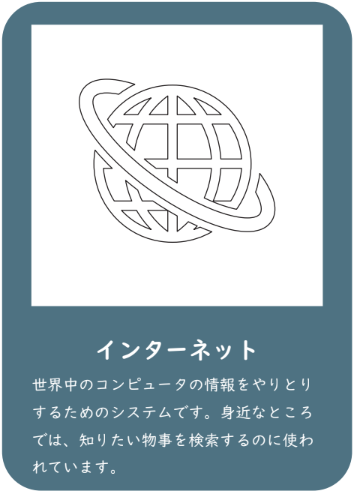 インターネット
世界中のコンピュータの情報をやりとり
するためのシステムです。身近なところ
では、知りたい物事を検索するのに使わ
れています。